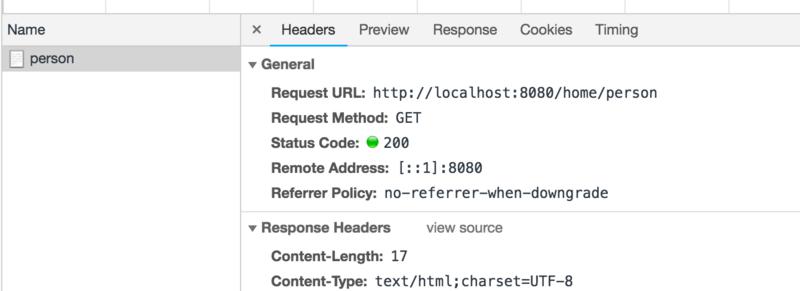 Name
× Headers Preview Response Cookies Timing
person
▼ General
Request URL: http://localhost:8080/home/person
Request Method: GET
Status Code: 200
Remote Address: [::1]:8080
Referrer Policy: no-referrer-when-downgrade
▼ Response Headers view source
Content-Length: 17
Content-Type: text/html;charset=UTF-8